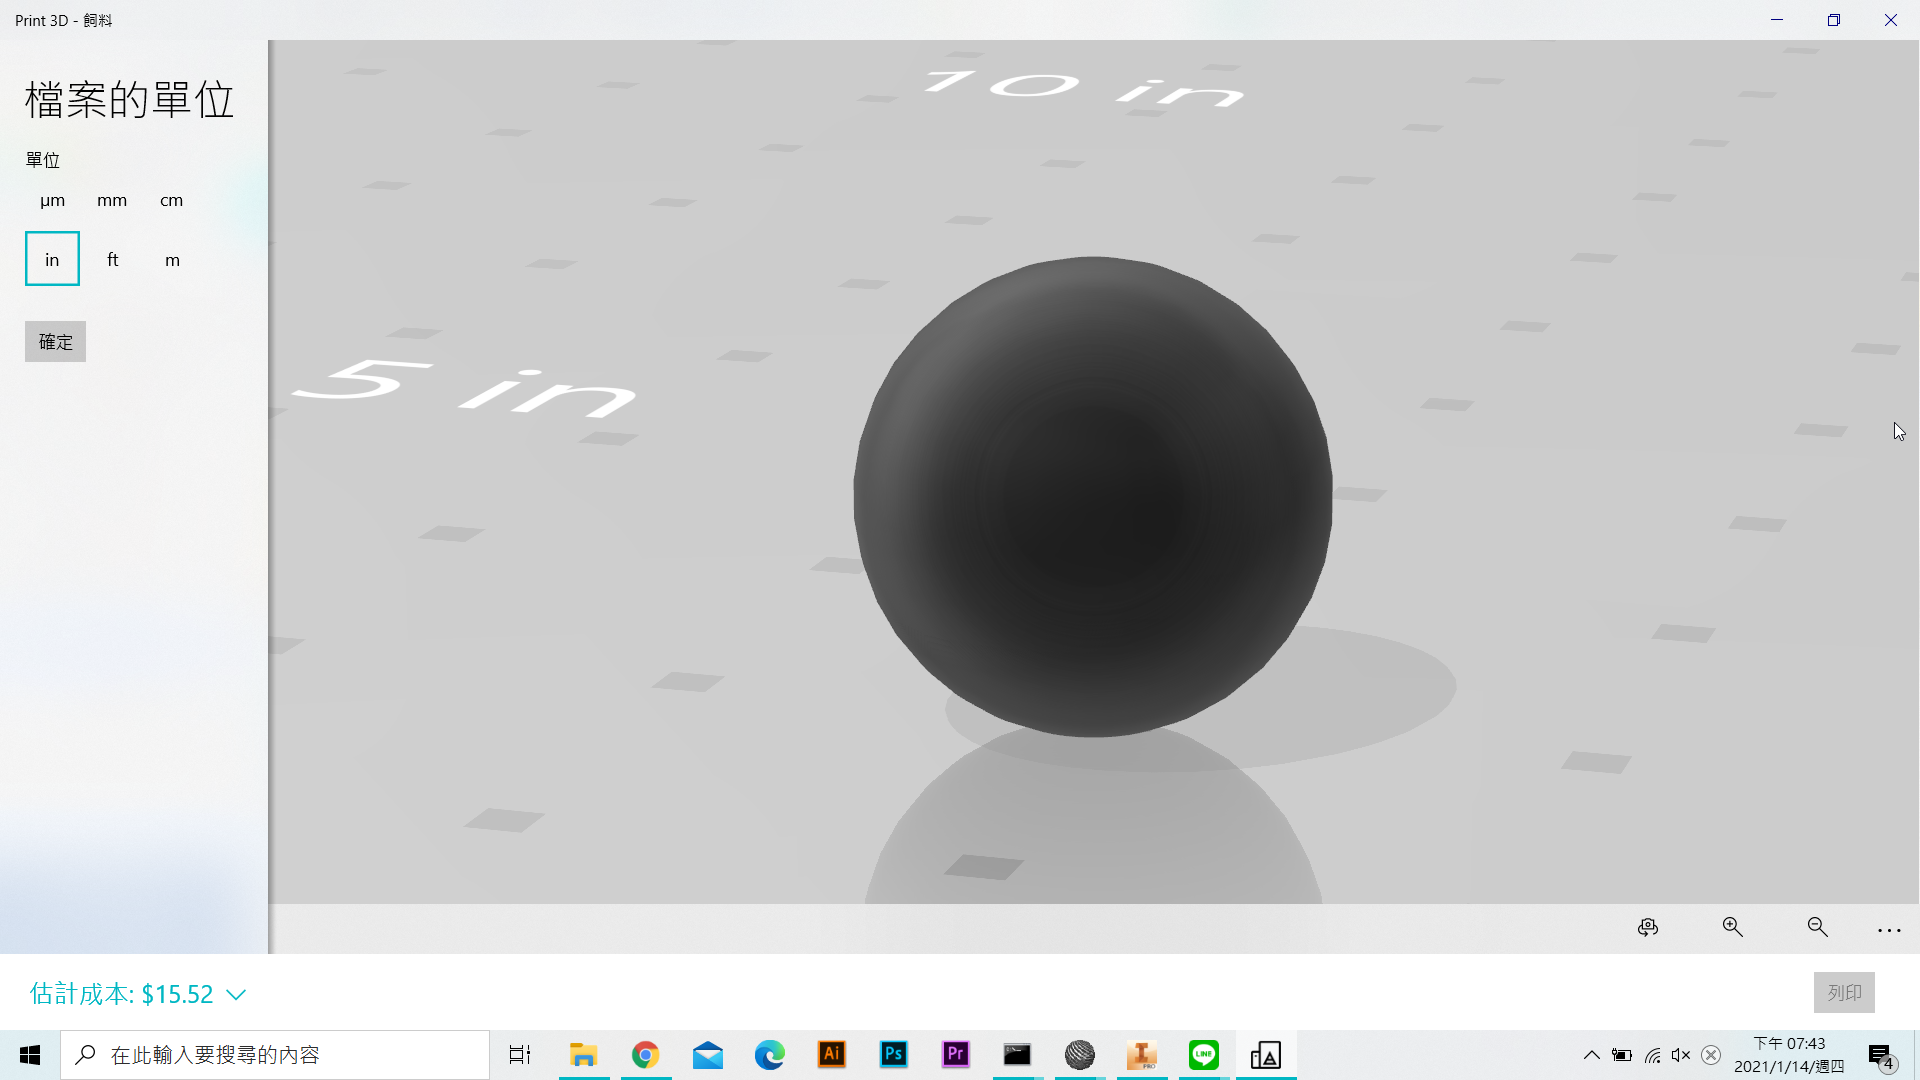 Print 3D - 飼料
檔案的單位
單位
µm mm cm
in ft m
確定
10 in
5 in
估計成本: $15.52
列印
在此輸入要搜尋的內容
Ai
Ps
Pr
PRO
LINE
下午 07:43
2021/1/14/週四
4